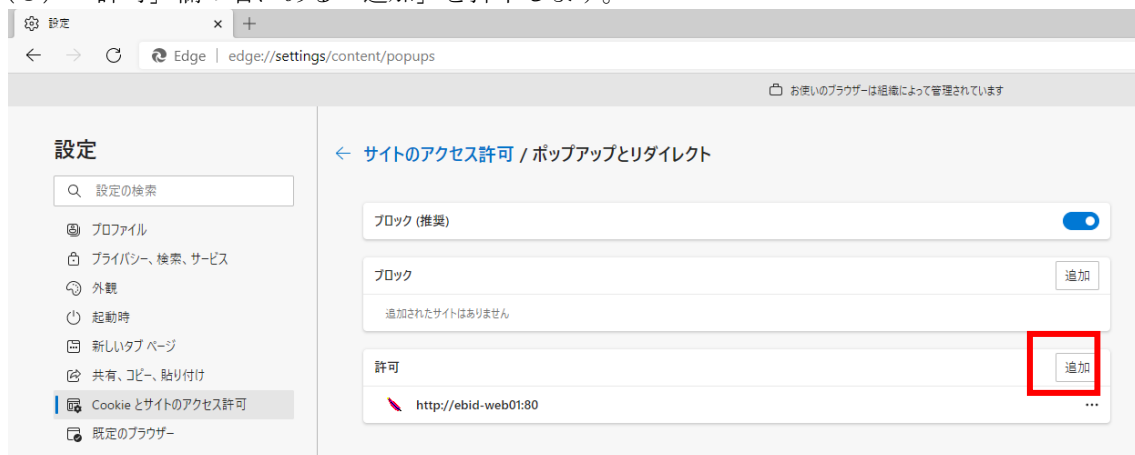 設定
Edge | edge://settings/content/popups
お使いのブラウザーは組織によって管理されています
設定
設定の検索
プロファイル
プライバシー、検索、サービス
外観
起動時
新しいタブ ページ
共有、コピー、貼り付け
Cookie とサイトのアクセス許可
既定のブラウザー
サイトのアクセス許可 / ポップアップとリダイレクト
ブロック (推奨)
ブロック
追加
追加されたサイトはありません
許可
追加
http://ebid-web01:80